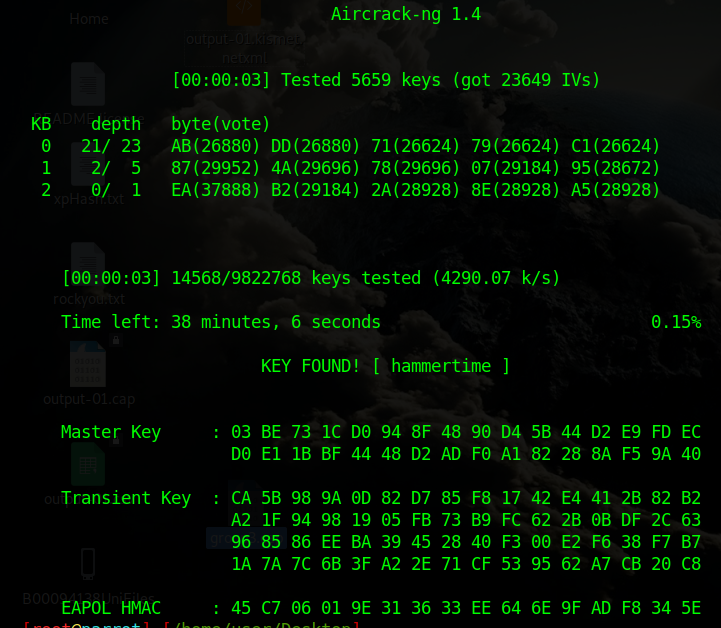 Home
Aircrack-ng 1.4
output-01.kismet.
netxml
[00:00:03] Tested 5659 keys (got 23649 IVs)
KB depth byte(vote)
0 21/ 23 AB(26880) DD(26880) 71(26624) 79(26624) C1(26624)
1 2/ 5 87(29952) 4A(29696) 78(29696) 07(29184) 95(28672)
2 0/ 1 EA(37888) B2(29184) 2A(28928) 8E(28928) A5(28928)
xpHash.txt
[00:00:03] 14568/9822768 keys tested (4290.07 k/s)
rockyou.txt
Time left: 38 minutes, 6 seconds 0.15%
KEY FOUND! [ hammertime ]
output-01.cap
Master Key : 03 BE 73 1C D0 94 8F 48 90 D4 5B 44 D2 E9 FD EC
D0 E1 1B BF 44 48 D2 AD F0 A1 82 28 8A F5 9A 40
Transient Key : CA 5B 98 9A 0D 82 D7 85 F8 17 42 E4 41 2B 82 B2
A2 1F 94 98 19 05 FB 73 B9 FC 62 2B 0B DF 2C 63
96 85 86 EE BA 39 45 28 40 F3 00 E2 F6 38 F7 B7
1A 7A 7C 6B 3F A2 2E 71 CF 53 95 62 A7 CB 20 C8
EAPOL HMAC : 45 C7 06 01 9E 31 36 33 EE 64 6E 9F AD F8 34 5E
[root@parrot] [/home/user/Desktop]